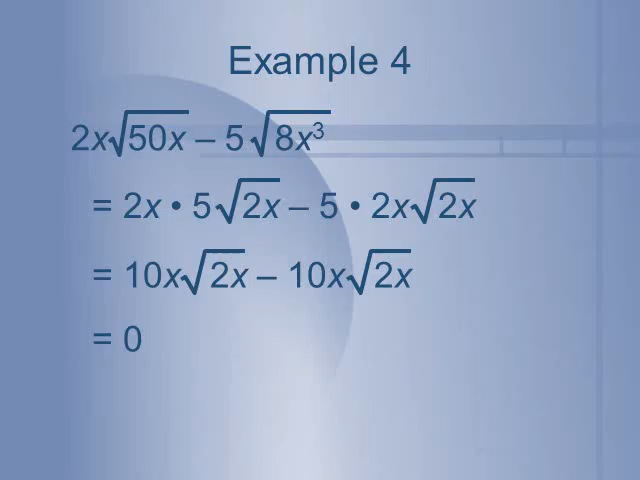 Example 4
2x√50x – 5√8x³
= 2x • 5√2x – 5 • 2x√2x
= 10x√2x – 10x√2x
= 0